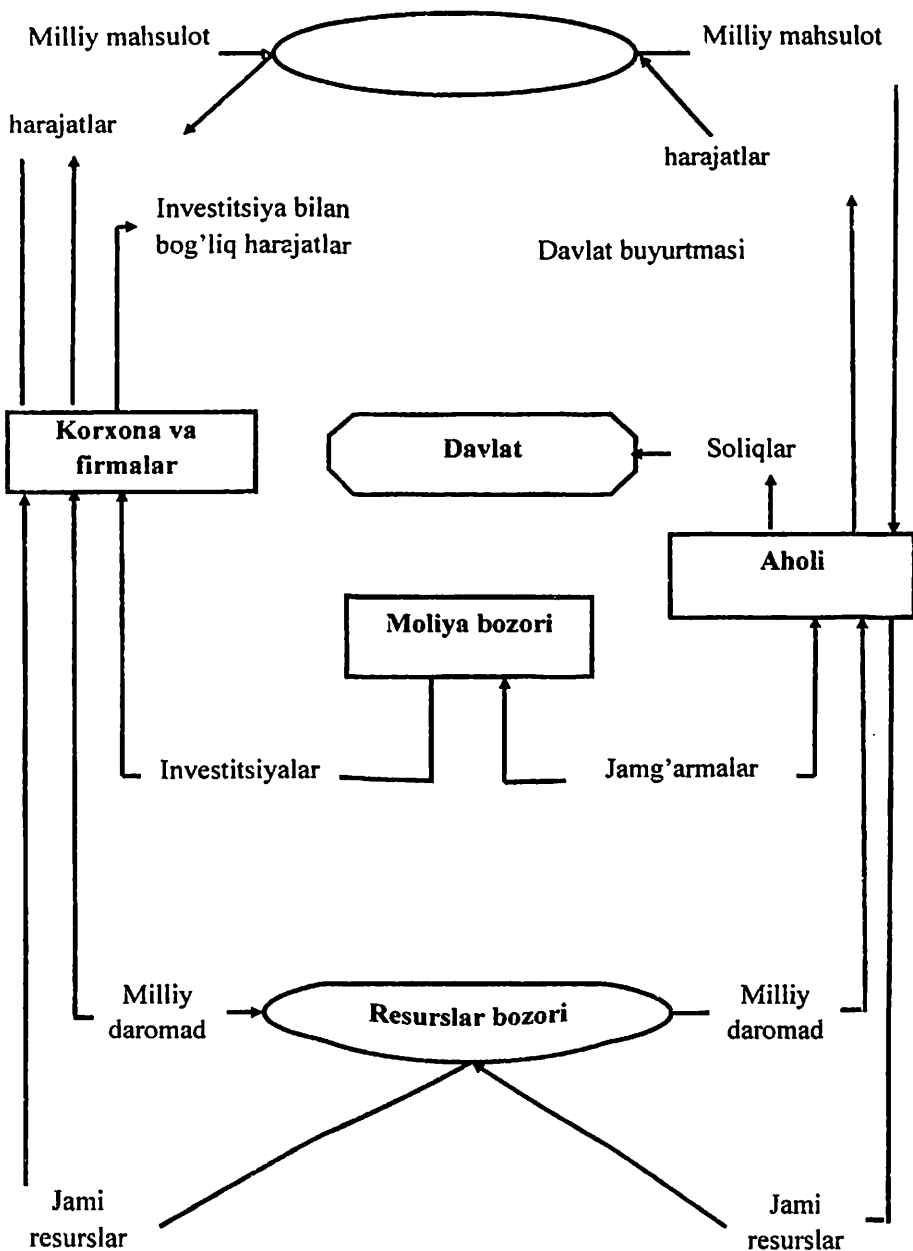 Milliy mahsulot
Milliy mahsulot
harajatlar
harajatlar
Investitsiya bilan
bog'liq harajatlar
Davlat buyurtmasi
Korxona va
firmalar
Davlat
Soliqlar
Aholi
Moliya bozori
Investitsiyalar
Jamg'armalar
Milliy
daromad
Resurslar bozori
Milliy
daromad
Jami
resurslar
Jami
resurslar